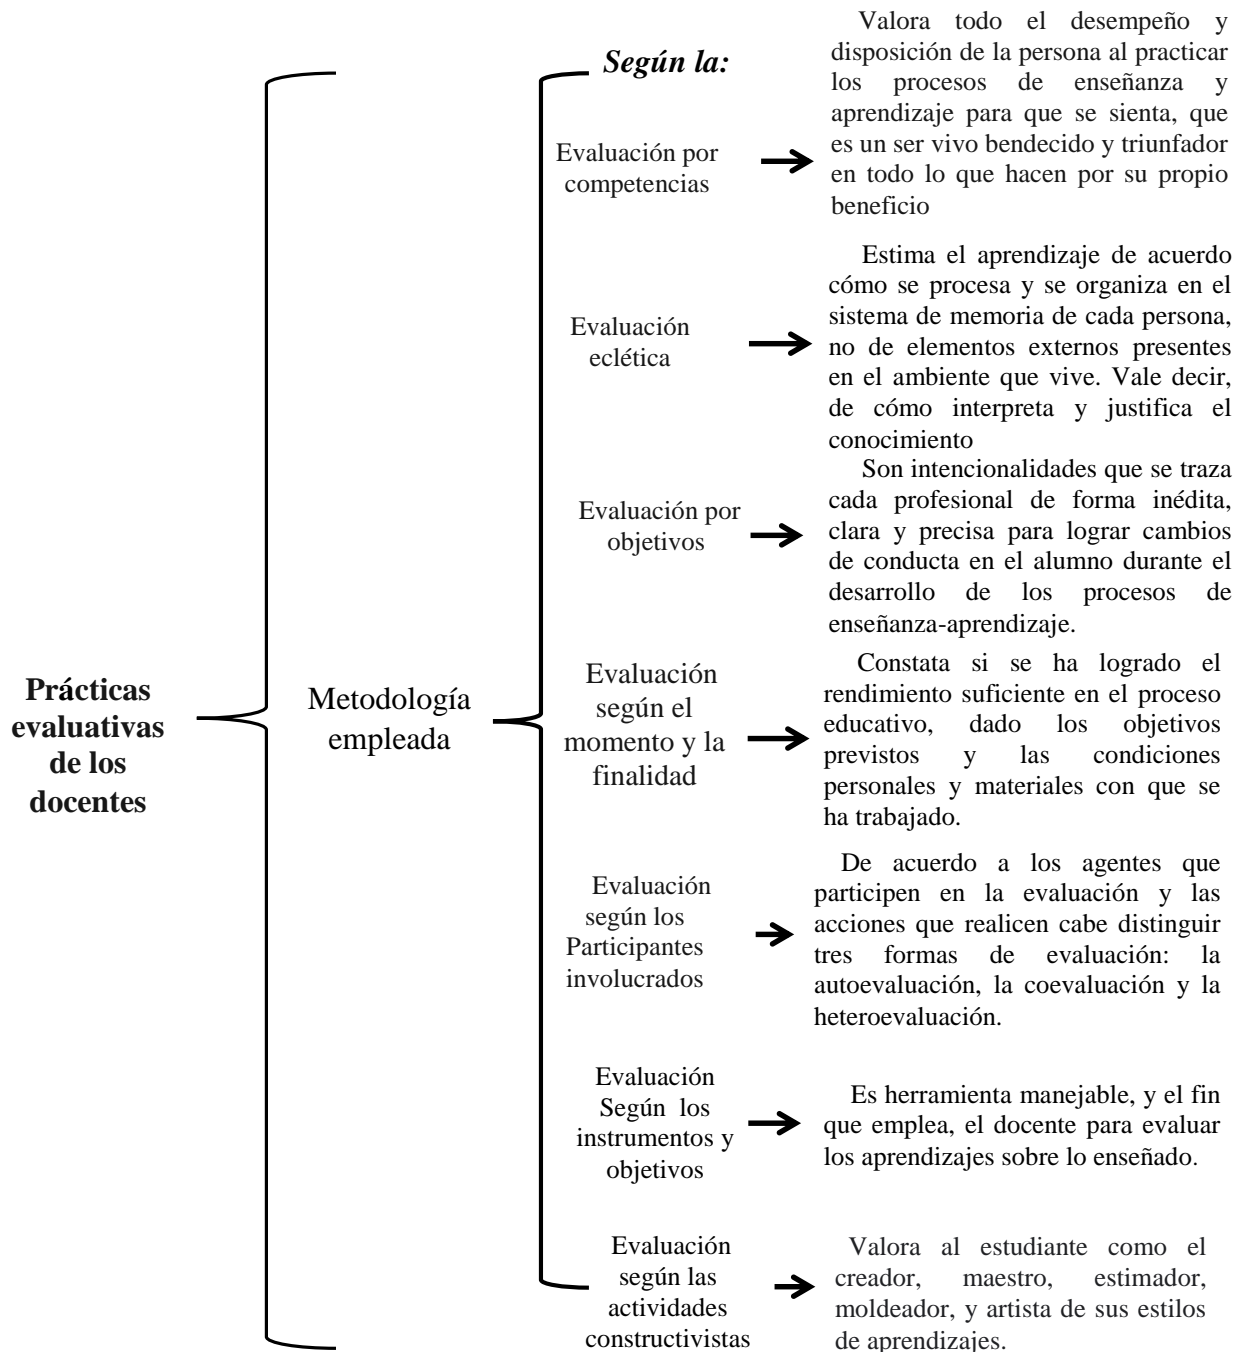 Prácticas
evaluativas
de los
docentes
Metodología
empleada
Según la:
Evaluación por
competencias
Valora todo el desempeño y
disposición de la persona al practicar
los procesos de enseñanza y
aprendizaje para que se sienta, que
es un ser vivo bendecido y triunfador
en todo lo que hacen por su propio
beneficio
Evaluación
eclética
Estima el aprendizaje de acuerdo
cómo se procesa y se organiza en el
sistema de memoria de cada persona,
no de elementos externos presentes
en el ambiente que vive. Vale decir,
de cómo interpreta y justifica el
conocimiento
Evaluación por
objetivos
Son intencionalidades que se traza
cada profesional de forma inédita,
clara y precisa para lograr cambios
de conducta en el alumno durante el
desarrollo de los procesos de
enseñanza-aprendizaje.
Evaluación
según el
momento y la
finalidad
Constata si se ha logrado el
rendimiento suficiente en el proceso
educativo, dado los objetivos
previstos y las condiciones
personales y materiales con que se
ha trabajado.
Evaluación
según los
Participantes
involucrados
De acuerdo a los agentes que
participen en la evaluación y las
acciones que realicen cabe distinguir
tres formas de evaluación: la
autoevaluación, la coevaluación y la
heteroevaluación.
Evaluación
Según los
instrumentos y
objetivos
Es herramienta manejable, y el fin
que emplea, el docente para evaluar
los aprendizajes sobre lo enseñado.
Evaluación
según las
actividades
constructivistas
Valora al estudiante como el
creador, maestro, estimador,
moldeador, y artista de sus estilos
de aprendizajes.